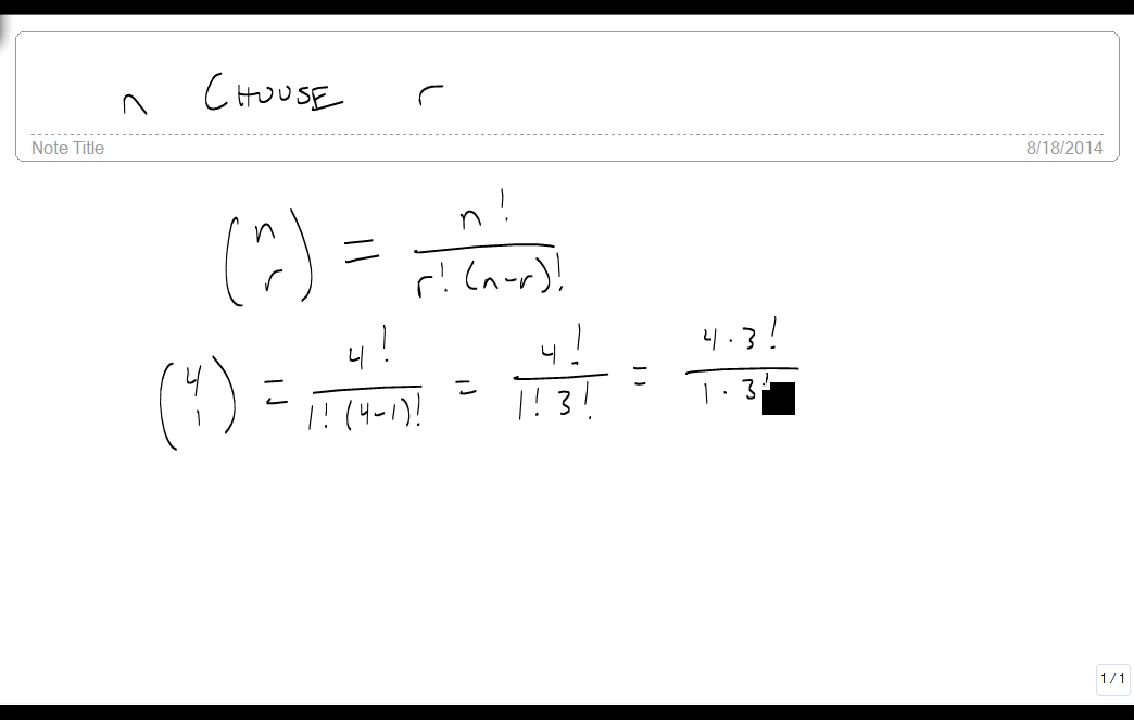 n CHOOSE r
Note Title 8/18/2014
(n r) = n! / r! (n-r)!
(4 1) = 4! / 1! (4-1)! = 4! / 1! 3! = 4 · 3! / 1 · 3!
1 / 1